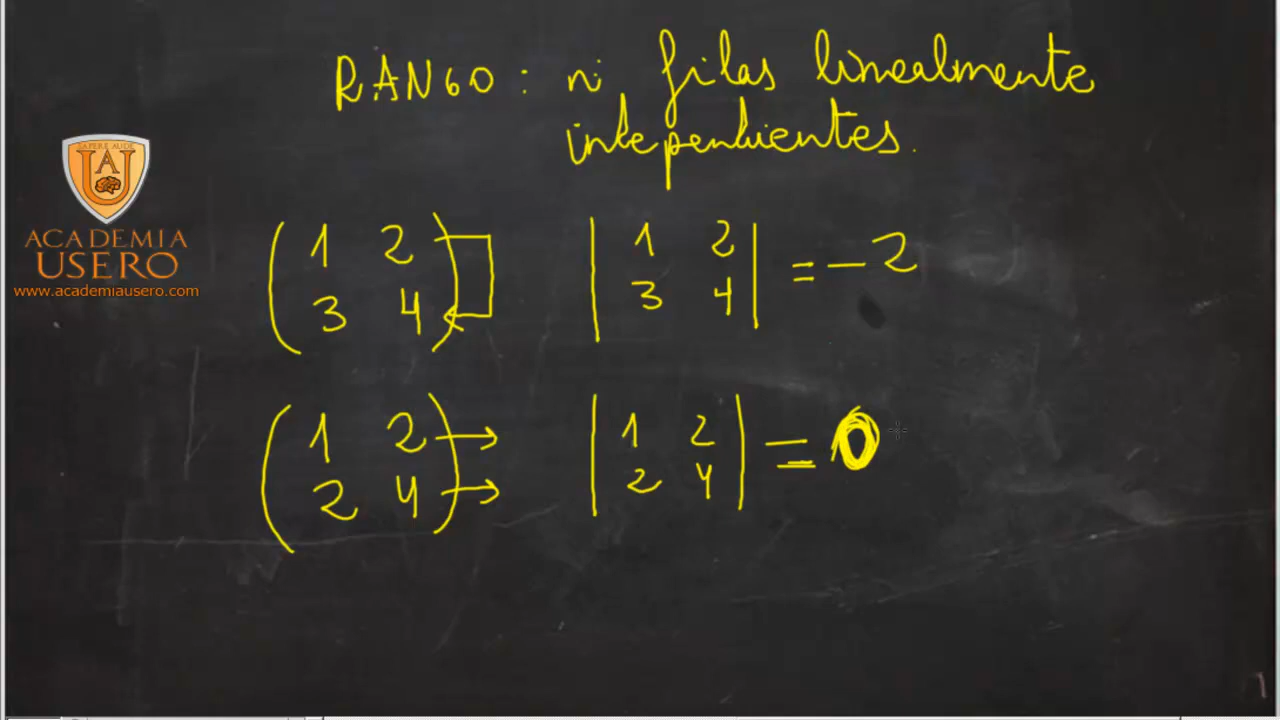 RANGO: nº filas linealmente
independientes.
SAPERE AUDE
UA
ACADEMIA
USERO
www.academiausero.com
1 2
3 4
1 2
3 4
= -2
1 2
2 4
1 2
2 4
= 0